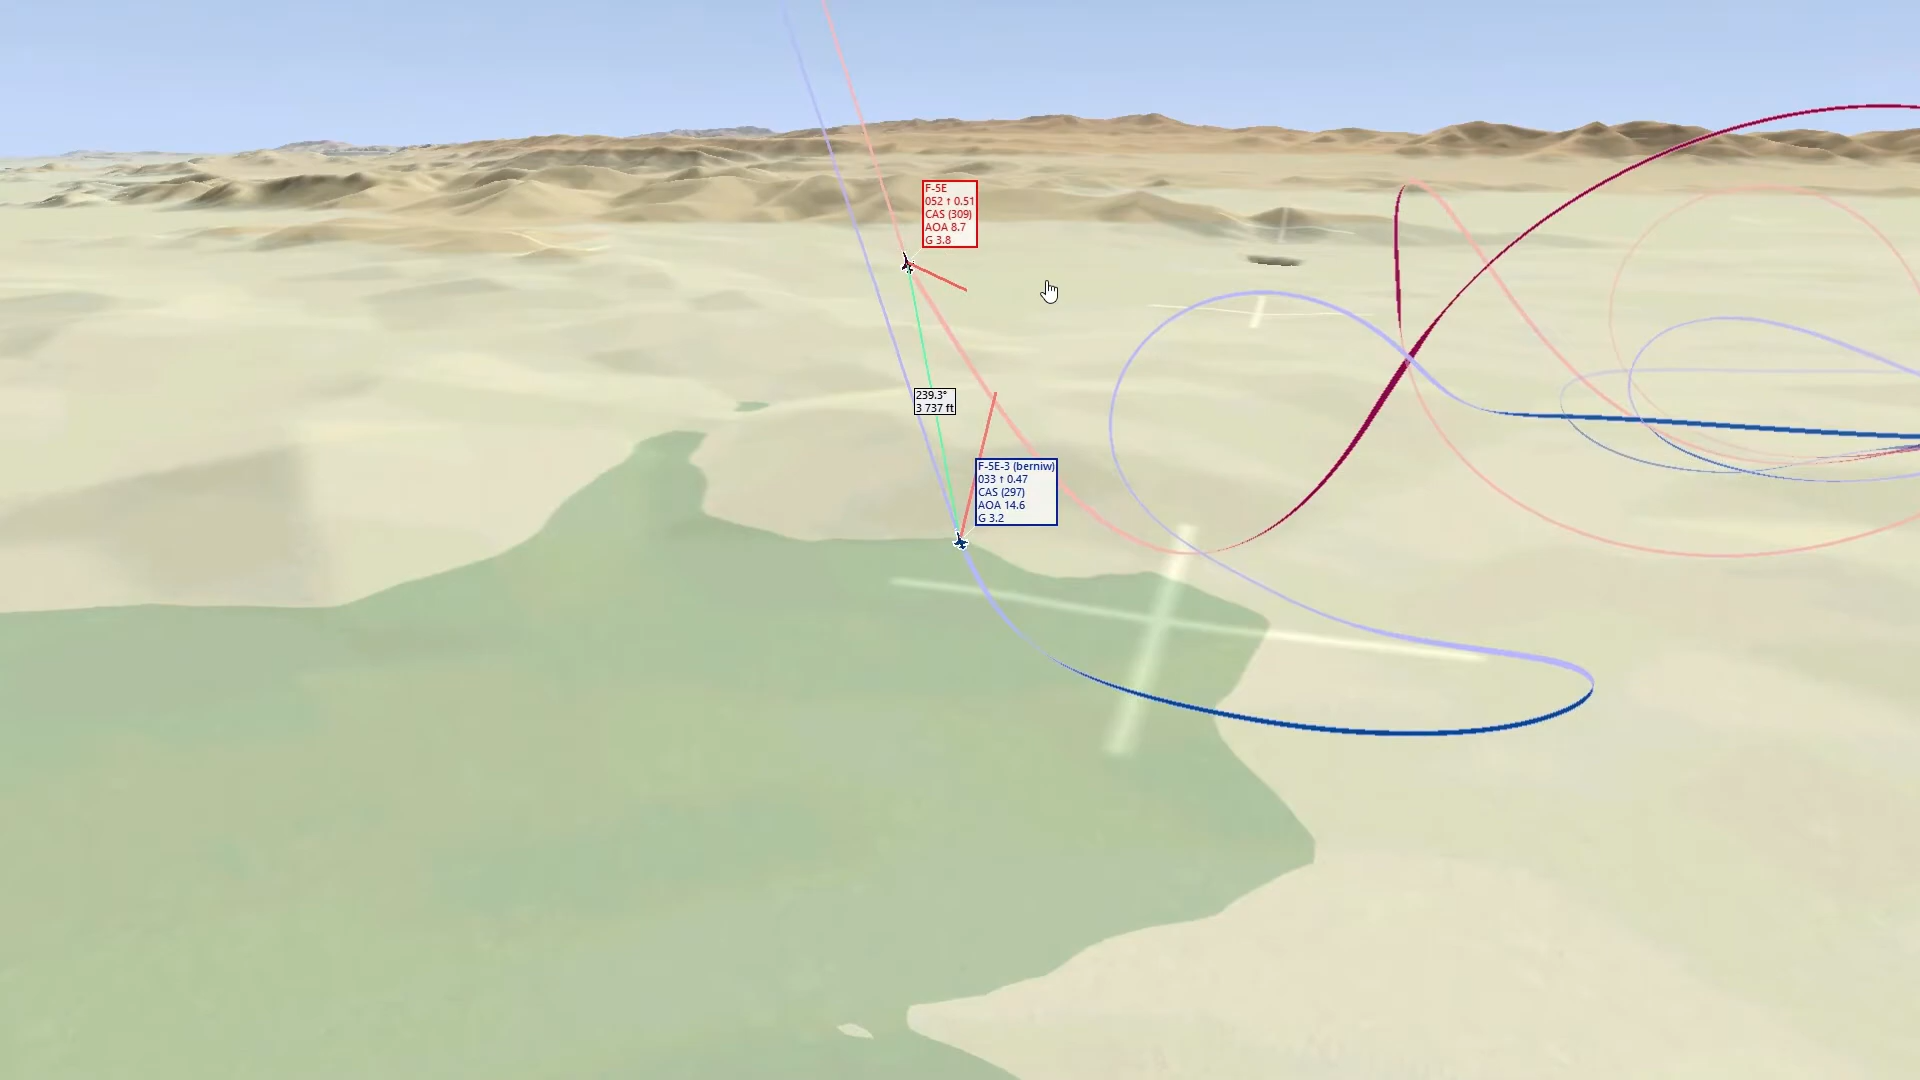 F-5E
052 ↑ 0.51
CAS (309)
AOA 8.7
G 3.8
239.3°
3 737 ft
F-5E-3 (berniw)
033 ↑ 0.47
CAS (297)
AOA 14.6
G 3.2